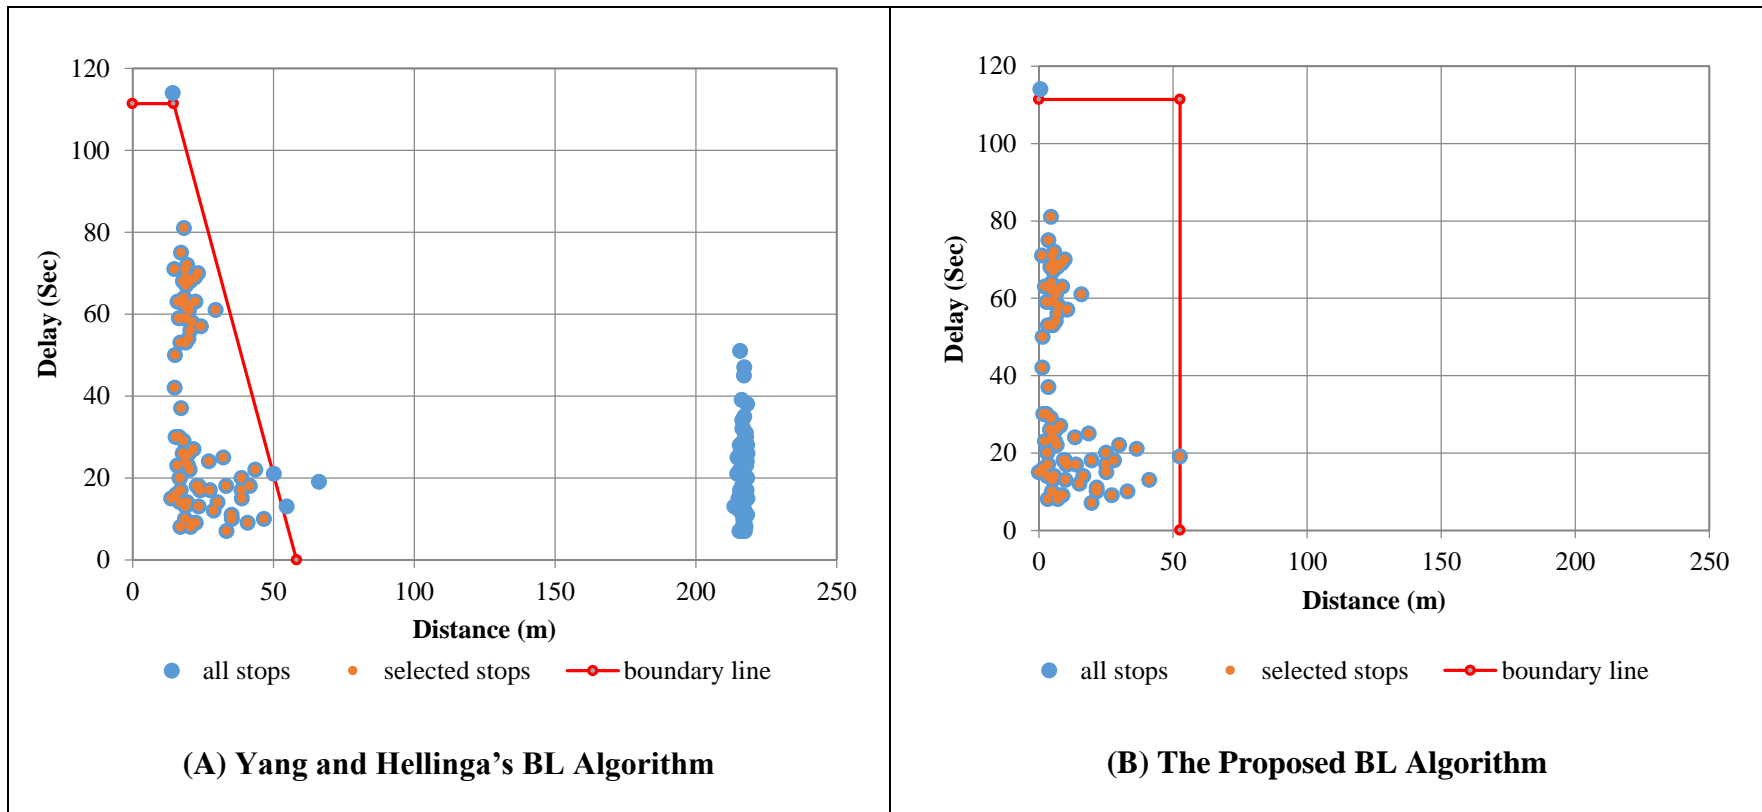 120
100
80
60
40
20
0
Delay (Sec)
0 50 100 150 200 250
Distance (m)
all stops selected stops boundary line
(A) Yang and Hellinga’s BL Algorithm
120
100
80
60
40
20
0
Delay (Sec)
0 50 100 150 200 250
Distance (m)
all stops selected stops boundary line
(B) The Proposed BL Algorithm